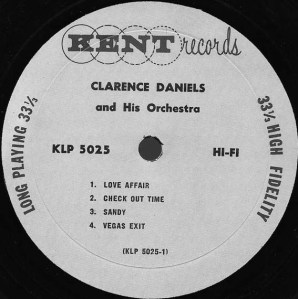 KENT records
CLARENCE DANIELS
and His Orchestra
LONG PLAYING 33⅓
33⅓ HIGH FIDELITY
KLP 5025
HI-FI
1. LOVE AFFAIR
2. CHECK OUT TIME
3. SANDY
4. VEGAS EXIT
(KLP 5025-1)